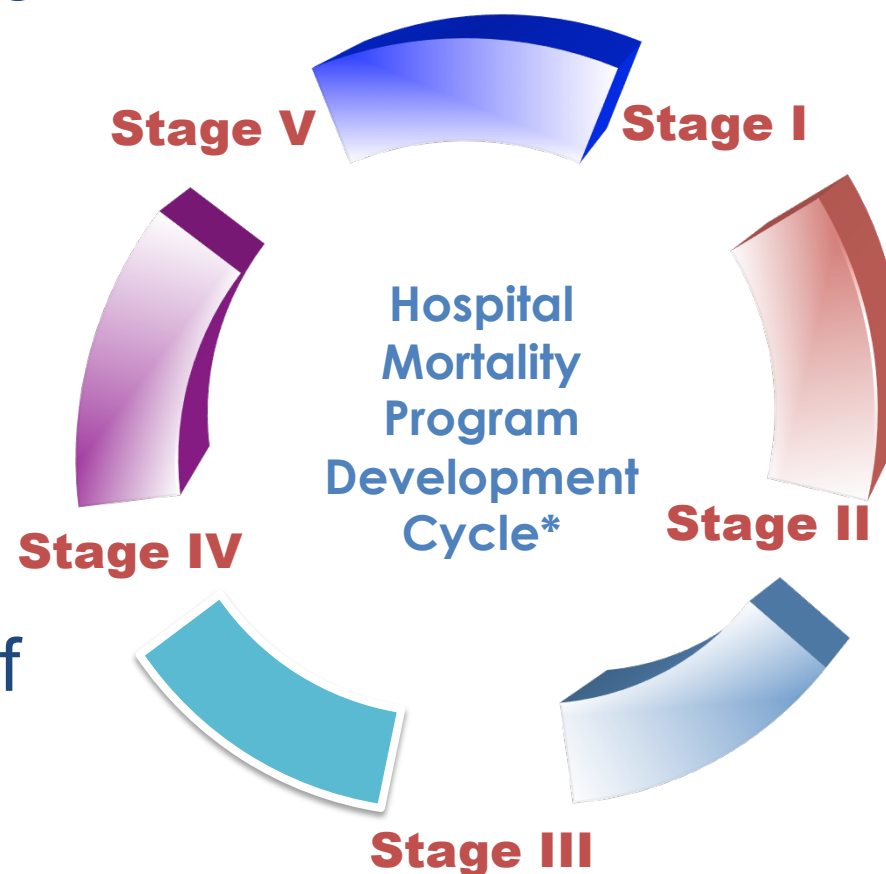 Stage V
Stage I
Hospital
Mortality
Program
Development
Cycle*
Stage II
Stage IV
f
Stage III